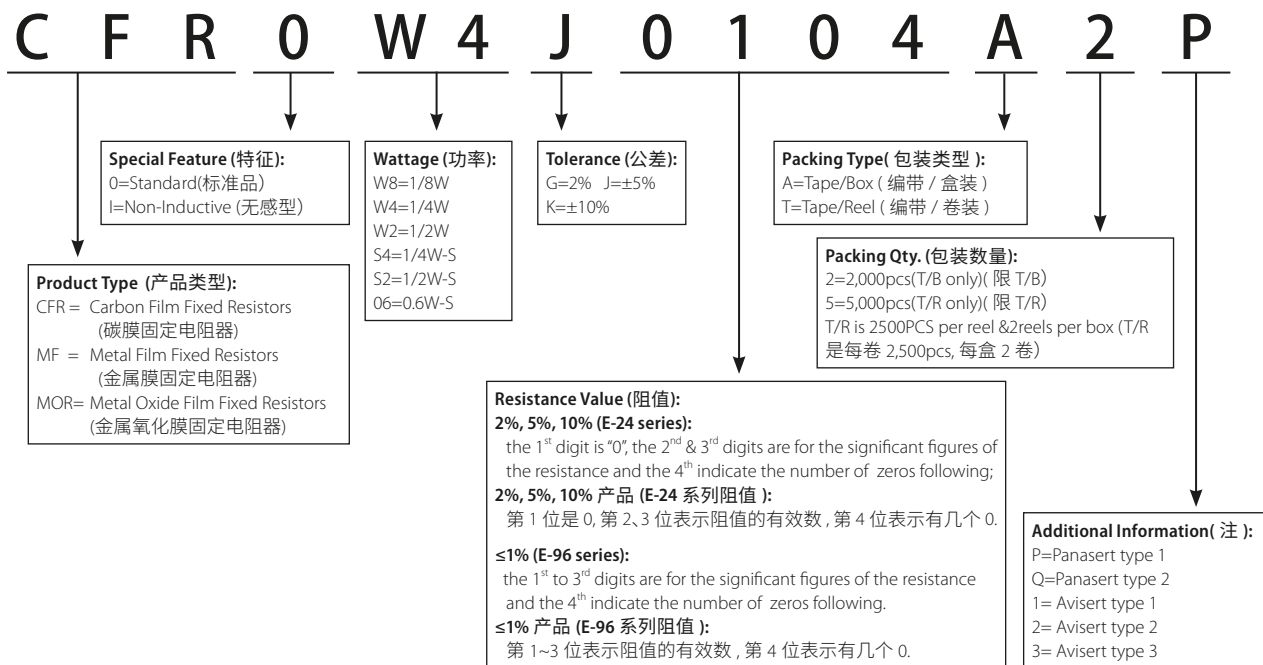 C F R 0 W 4 J 0 1 0 4 A 2 P
Special Feature (特征):
0=Standard(标准品)
I=Non-Inductive (无感型)
Wattage (功率):
W8=1/8W
W4=1/4W
W2=1/2W
S4=1/4W-S
S2=1/2W-S
06=0.6W-S
Tolerance (公差):
G=2% J=±5%
K=±10%
Packing Type( 包装类型 ):
A=Tape/Box ( 编带 / 盒装 )
T=Tape/Reel ( 编带 / 卷装 )
Packing Qty. (包装数量):
2=2,000pcs(T/B only)( 限 T/B)
5=5,000pcs(T/R only)( 限 T/R)
T/R is 2500PCS per reel &2reels per box (T/R
是每卷 2,500pcs, 每盒 2 卷)
Product Type (产品类型):
CFR = Carbon Film Fixed Resistors
(碳膜固定电阻器)
MF = Metal Film Fixed Resistors
(金属膜固定电阻器)
MOR= Metal Oxide Film Fixed Resistors
(金属氧化膜固定电阻器)
Resistance Value (阻值):
2%, 5%, 10% (E-24 series):
the 1st digit is “0”, the 2nd & 3rd digits are for the significant figures of
the resistance and the 4th indicate the number of zeros following;
2%, 5%, 10% 产品 (E-24 系列阻值 ):
第 1 位是 0, 第 2、3 位表示阻值的有效数 , 第 4 位表示有几个 0.
≤1% (E-96 series):
the 1st to 3rd digits are for the significant figures of the resistance
and the 4th indicate the number of zeros following.
≤1% 产品 (E-96 系列阻值 ):
第 1~3 位表示阻值的有效数 , 第 4 位表示有几个 0.
Additional Information( 注 ):
P=Panasert type 1
Q=Panasert type 2
1= Avisert type 1
2= Avisert type 2
3= Avisert type 3